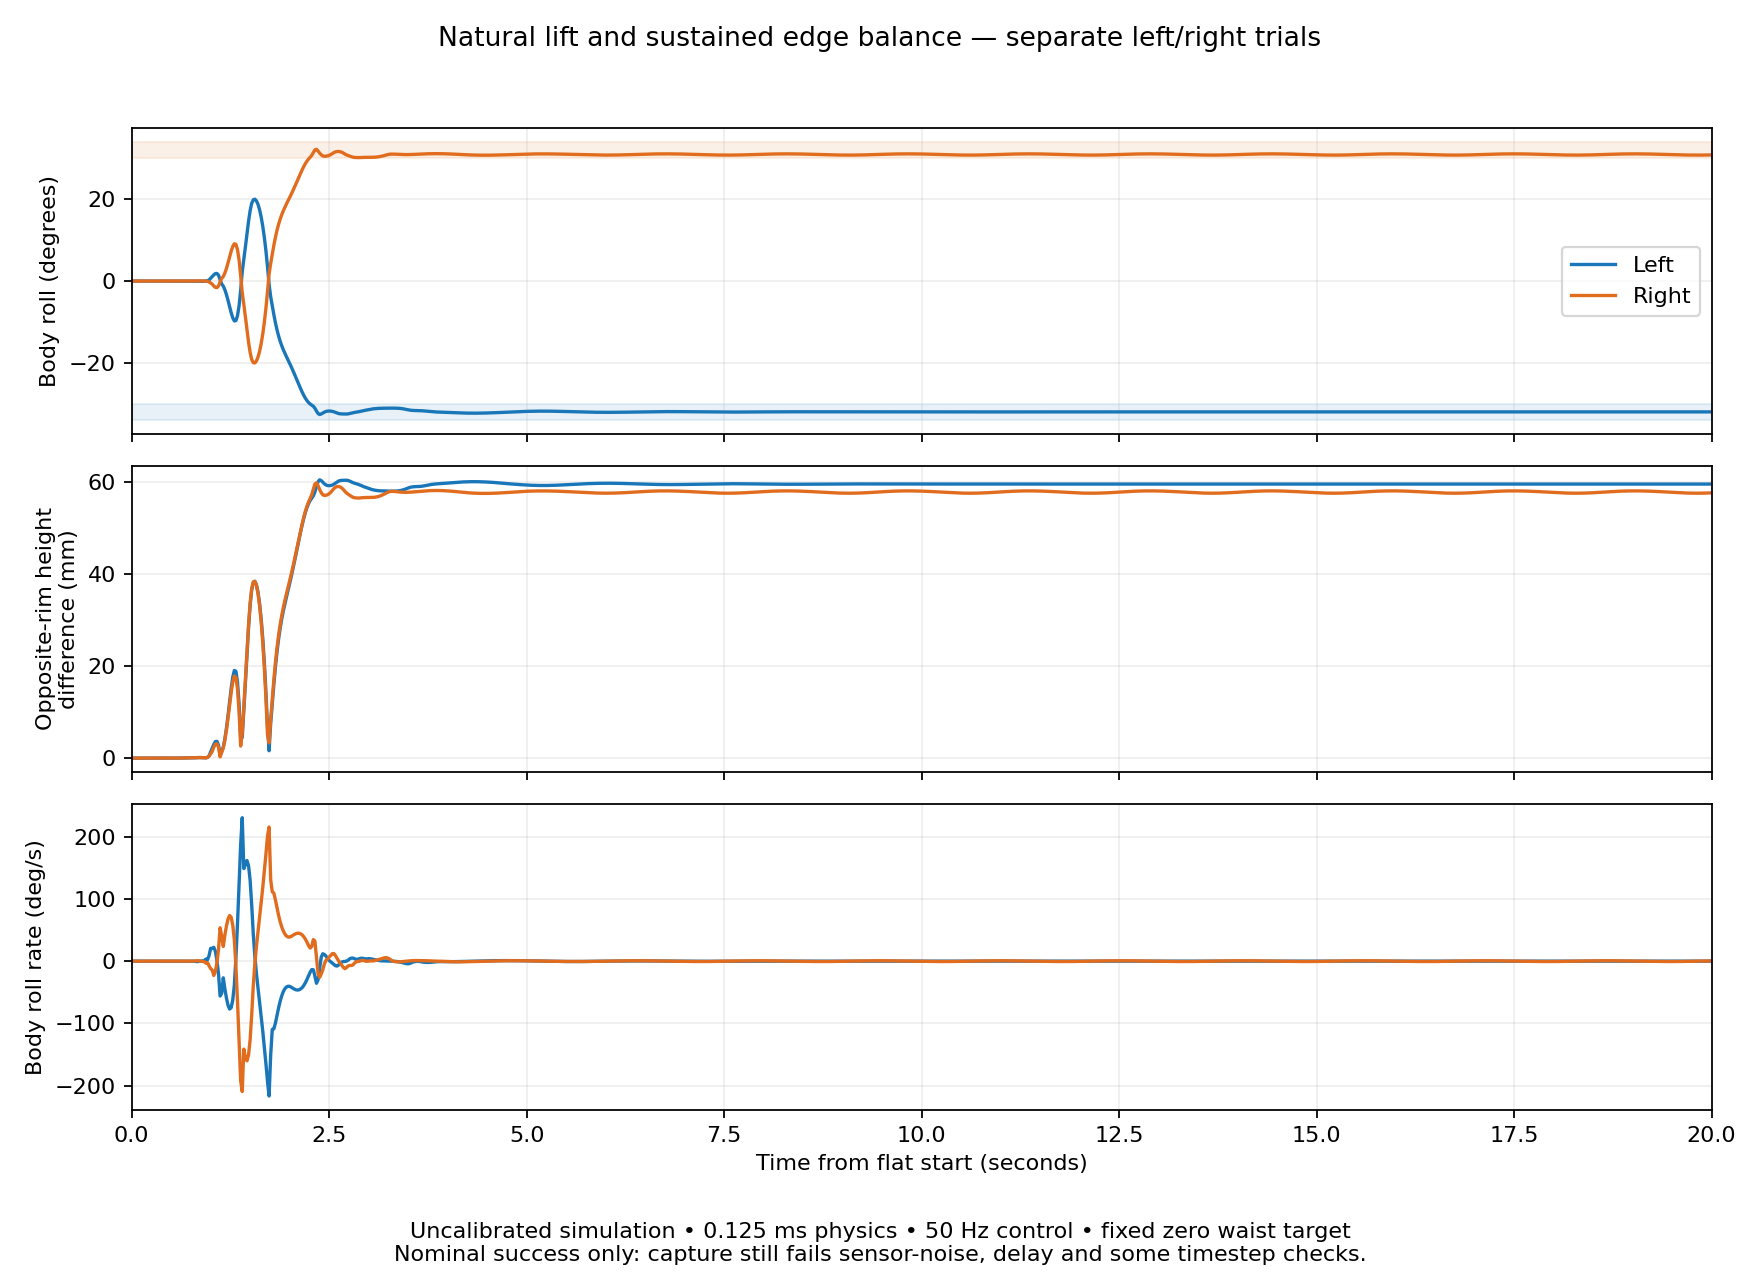 Natural lift and sustained edge balance — separate left/right trials
Body roll (degrees)
20
0
−20
Left
Right
Opposite-rim height
difference (mm)
60
40
20
0
Body roll rate (deg/s)
200
100
0
−100
−200
0.0 2.5 5.0 7.5 10.0 12.5 15.0 17.5 20.0
Time from flat start (seconds)
Uncalibrated simulation • 0.125 ms physics • 50 Hz control • fixed zero waist target
Nominal success only: capture still fails sensor-noise, delay and some timestep checks.